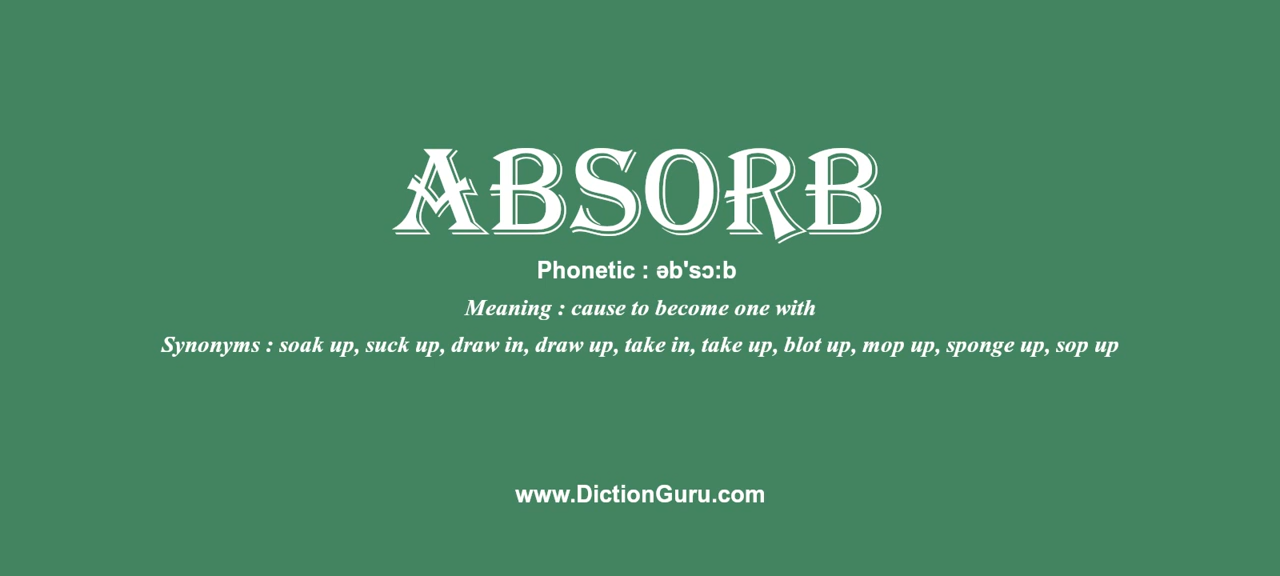 ABSORB
Phonetic : əb'sɔ:b
Meaning : cause to become one with
Synonyms : soak up, suck up, draw in, draw up, take in, take up, blot up, mop up, sponge up, sop up
www.DictionGuru.com